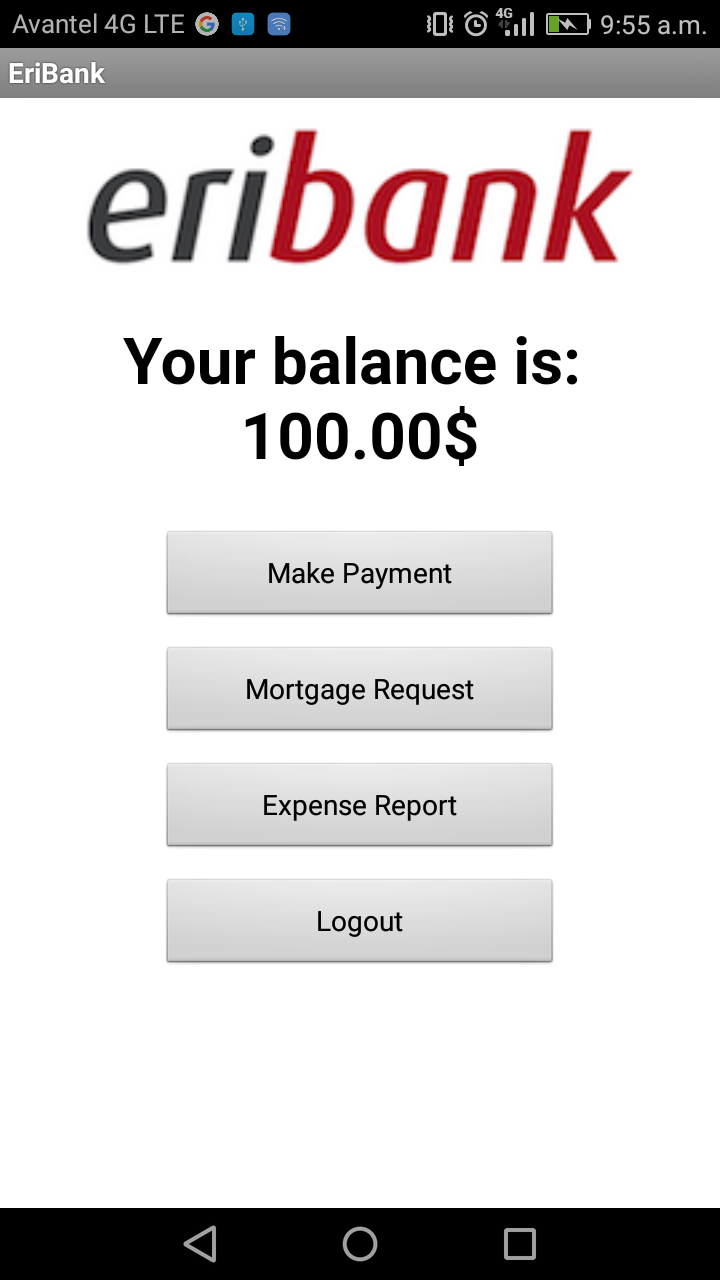 Avantel 4G LTE 4G 9:55 a.m.
EriBank
eribank
Your balance is:
100.00$
Make Payment
Mortgage Request
Expense Report
Logout